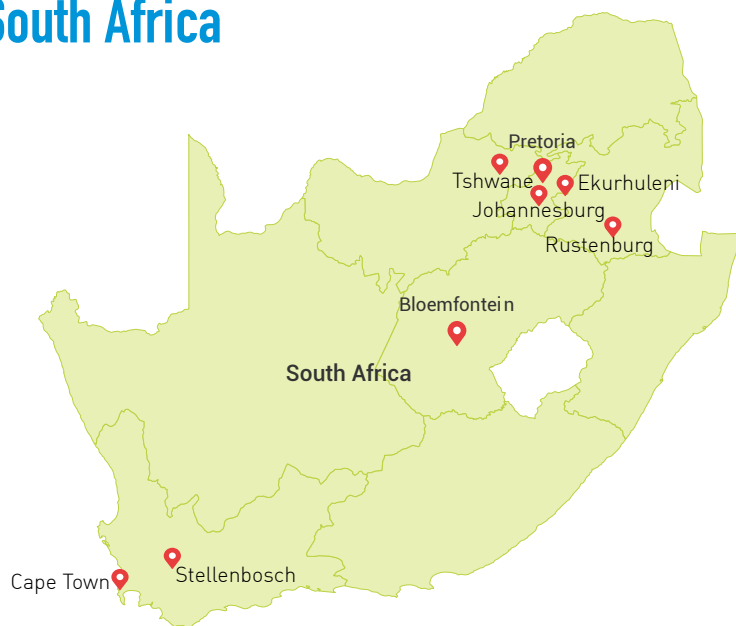 South Africa
Pretoria
Tshwane
Ekurhuleni
Johannesburg
Rustenburg
Bloemfontein
South Africa
Stellenbosch
Cape Town